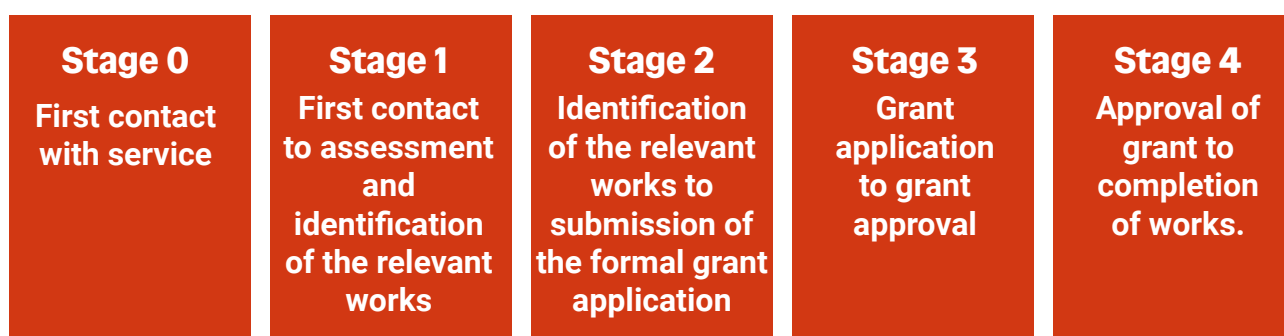 Stage 0
First contact
with service
Stage 1
First contact
to assessment
and
identification
of the relevant
works
Stage 2
Identification
of the relevant
works to
submission of
the formal grant
application
Stage 3
Grant
application
to grant
approval
Stage 4
Approval of
grant to
completion
of works.